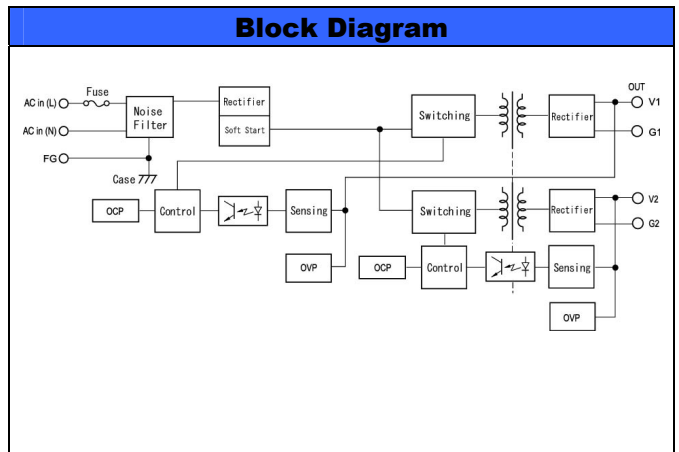 Block Diagram
Fuse
AC in (L)
Noise
Filter
Rectifier
Soft Start
AC in (N)
FG
Case
Switching
Rectifier
OUT
V1
G1
OCP
Control
Sensing
OVP
Switching
Rectifier
V2
G2
OCP
Control
Sensing
OVP